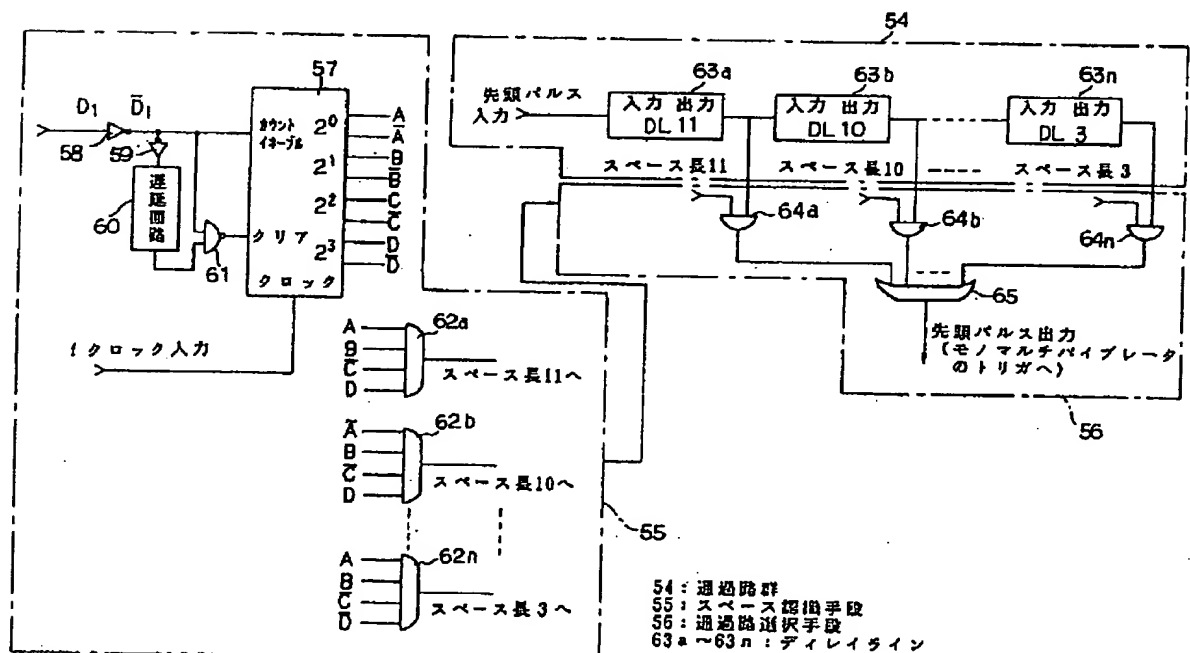 54
57
63a
63b
63n
D₁
D̄₁
カウント
イネーブル
2⁰
2¹
2²
2³
クリア
クロック
A
A̅
B
B̅
C
C̅
D
D̅
58
59
遅延回路
60
61
fクロック入力
先頭パルス
入力
入力 出力
DL 11
入力 出力
DL 10
入力 出力
DL 3
スペース長11
スペース長10
スペース長3
64a
64b
64n
65
先頭パルス出力
(モノマルチバイブレータ
のトリガへ)
56
A
B
C̅
D
62a
スペース長11へ
A̅
B
C̅
D
62b
スペース長10へ
A
B
C̅
D̅
62n
スペース長3へ
55
54:通過路群
55:スペース認識手段
56:通過路選択手段
63a~63n:ディレイライン